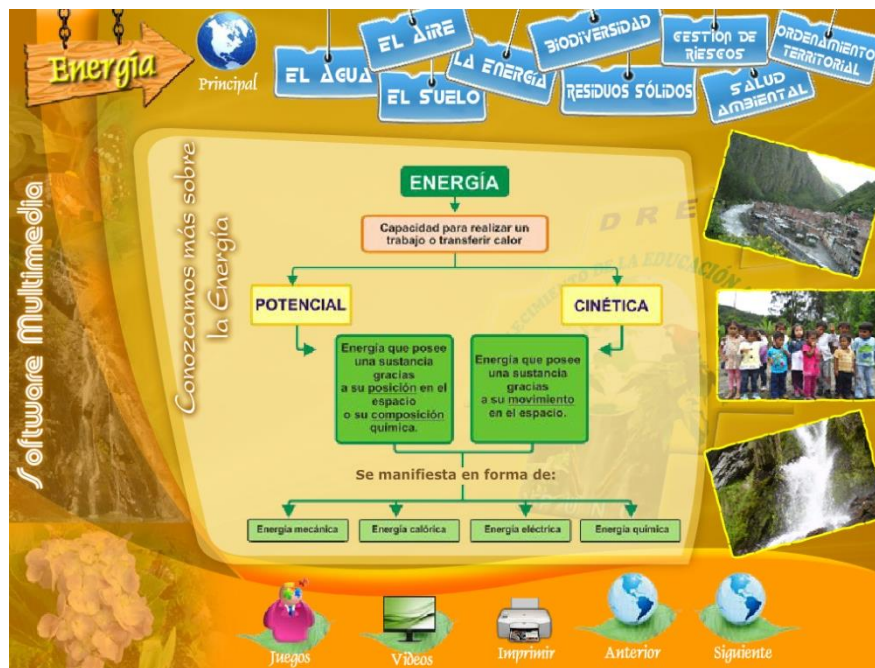 Energía
Principal
EL AGUA
EL AIRE
EL SUELO
LA ENERGÍA
BIODIVERSIDAD
RESIDUOS SÓLIDOS
GESTIÓN DE
RIESGOS
SALUD
AMBIENTAL
ORDENAMIENTO
TERRITORIAL
Software Multimedia
Conozcamos más sobre
la Energía
ENERGÍA
Capacidad para realizar un
trabajo o transferir calor
POTENCIAL
CINÉTICA
Energía que posee
una sustancia
gracias
a su posición en el
espacio
o su composición
química.
Energía que posee
una sustancia
gracias
a su movimiento
en el espacio.
Se manifiesta en forma de:
Energía mecánica
Energía calórica
Energía eléctrica
Energía química
DRE
DE LA EDUCACIÓN
Juegos
Videos
Imprimir
Anterior
Siguiente